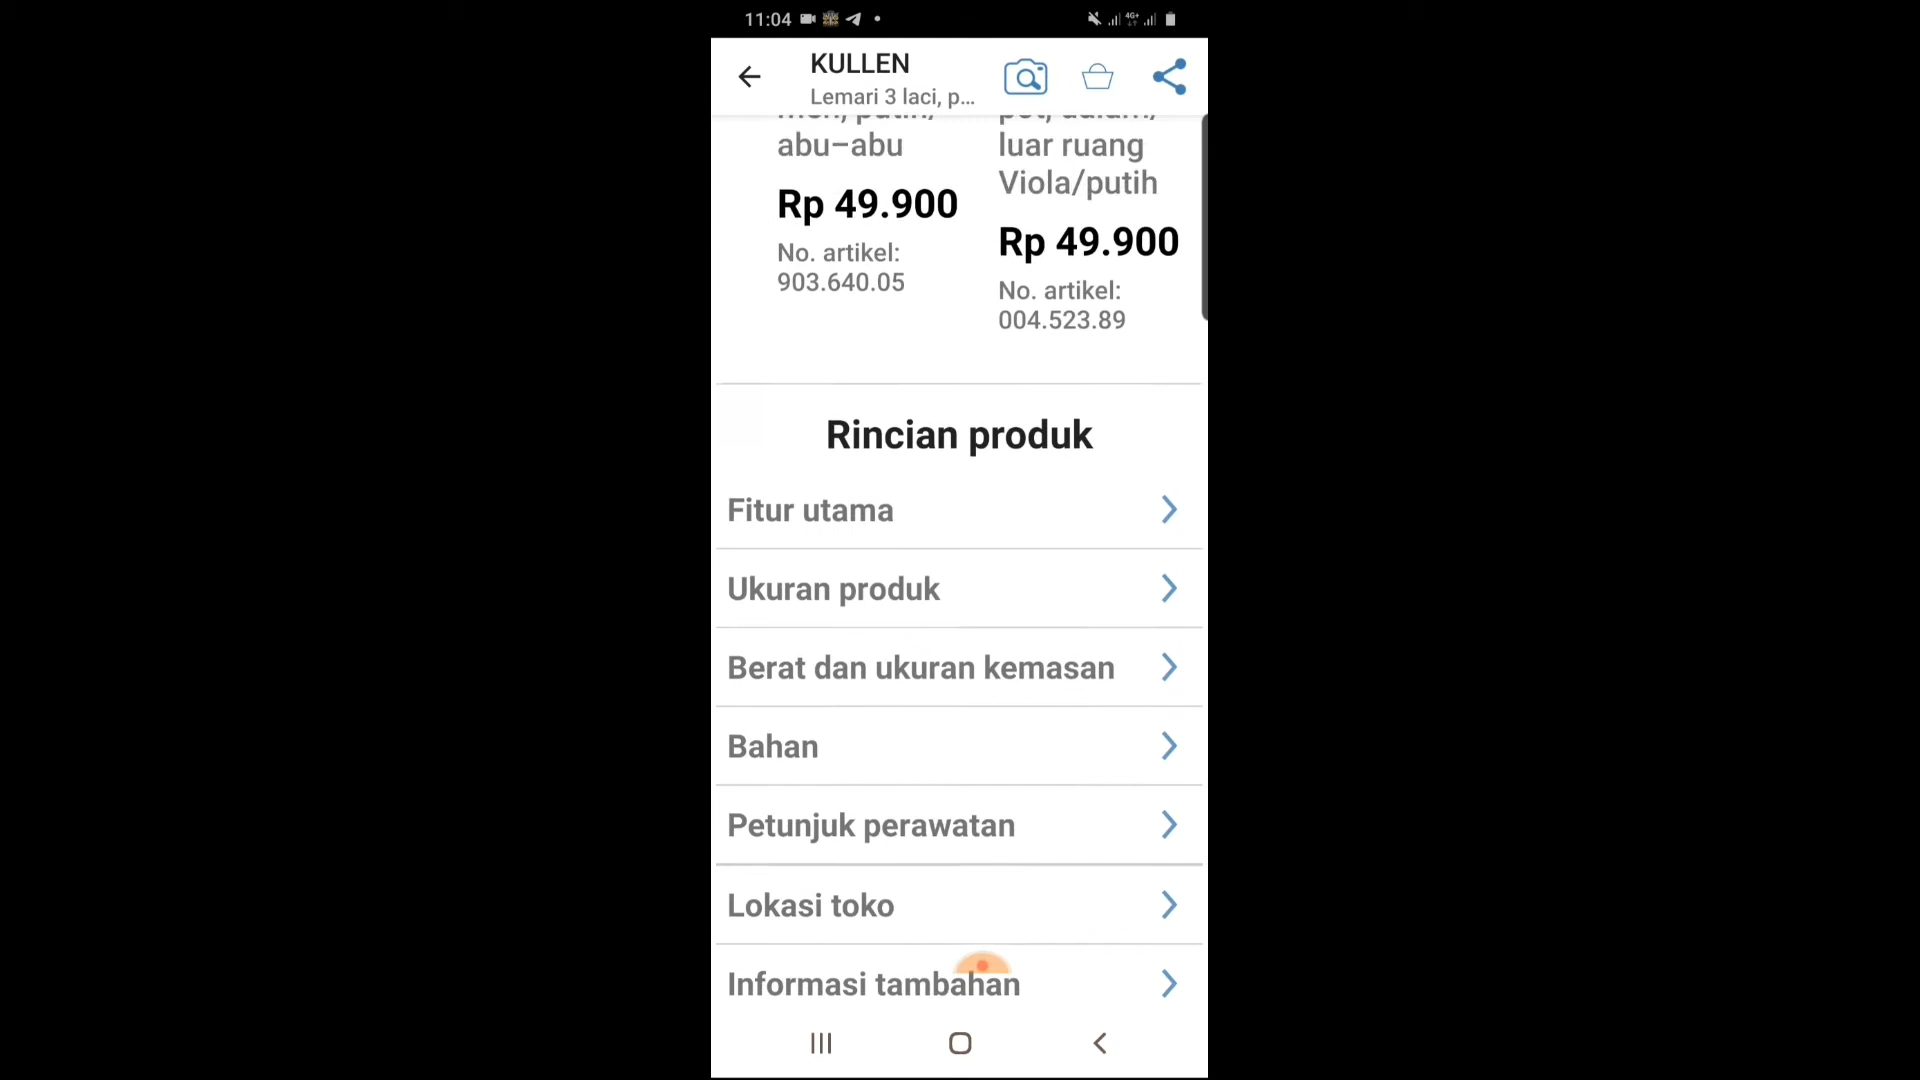 11:04
4G+
KULLEN
Lemari 3 laci, p...
abu–abu
Rp 49.900
No. artikel:
903.640.05
luar ruang
Viola/putih
Rp 49.900
No. artikel:
004.523.89
Rincian produk
Fitur utama
Ukuran produk
Berat dan ukuran kemasan
Bahan
Petunjuk perawatan
Lokasi toko
Informasi tambahan